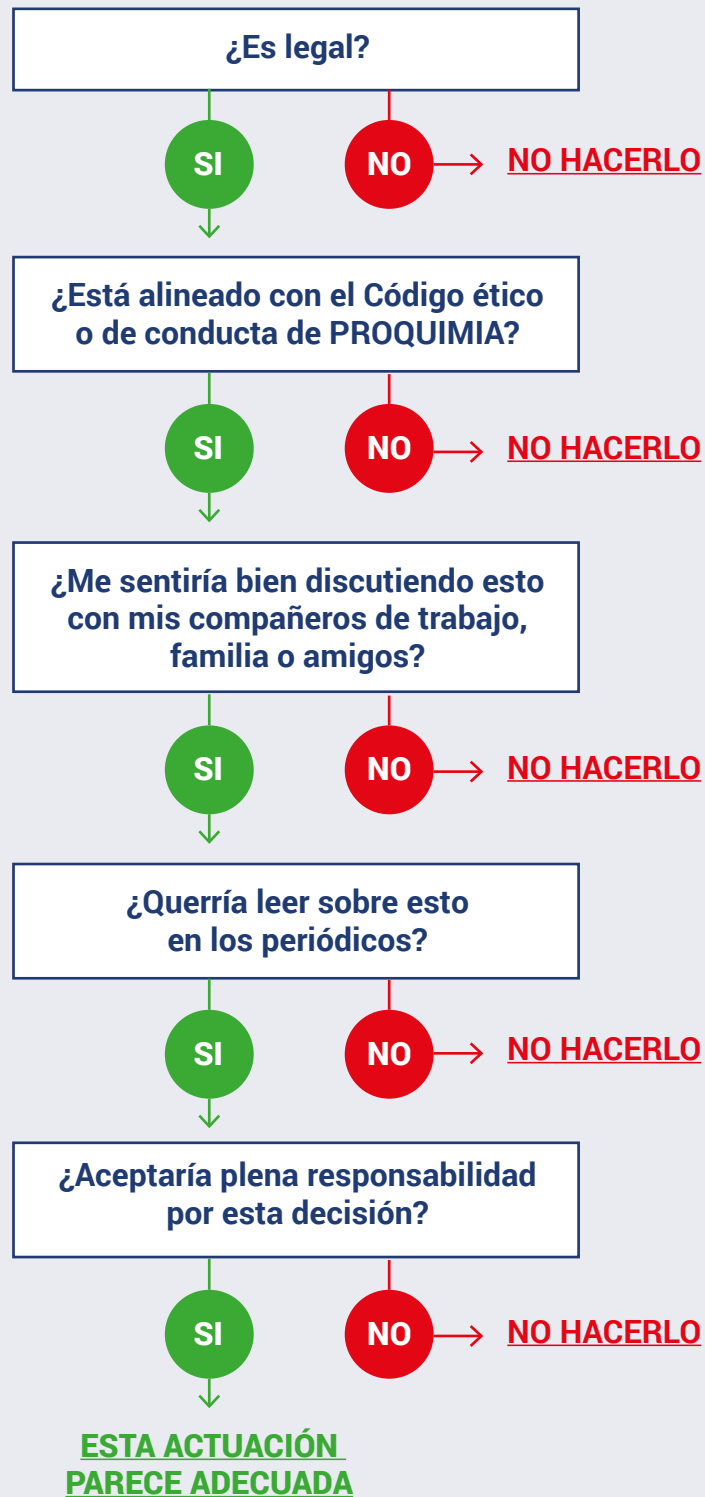 ¿Es legal?
SI
NO
NO HACERLO
¿Está alineado con el Código ético
o de conducta de PROQUIMIA?
SI
NO
NO HACERLO
¿Me sentiría bien discutiendo esto
con mis compañeros de trabajo,
familia o amigos?
SI
NO
NO HACERLO
¿Querría leer sobre esto
en los periódicos?
SI
NO
NO HACERLO
¿Aceptaría plena responsabilidad
por esta decisión?
SI
NO
NO HACERLO
ESTA ACTUACIÓN
PARECE ADECUADA